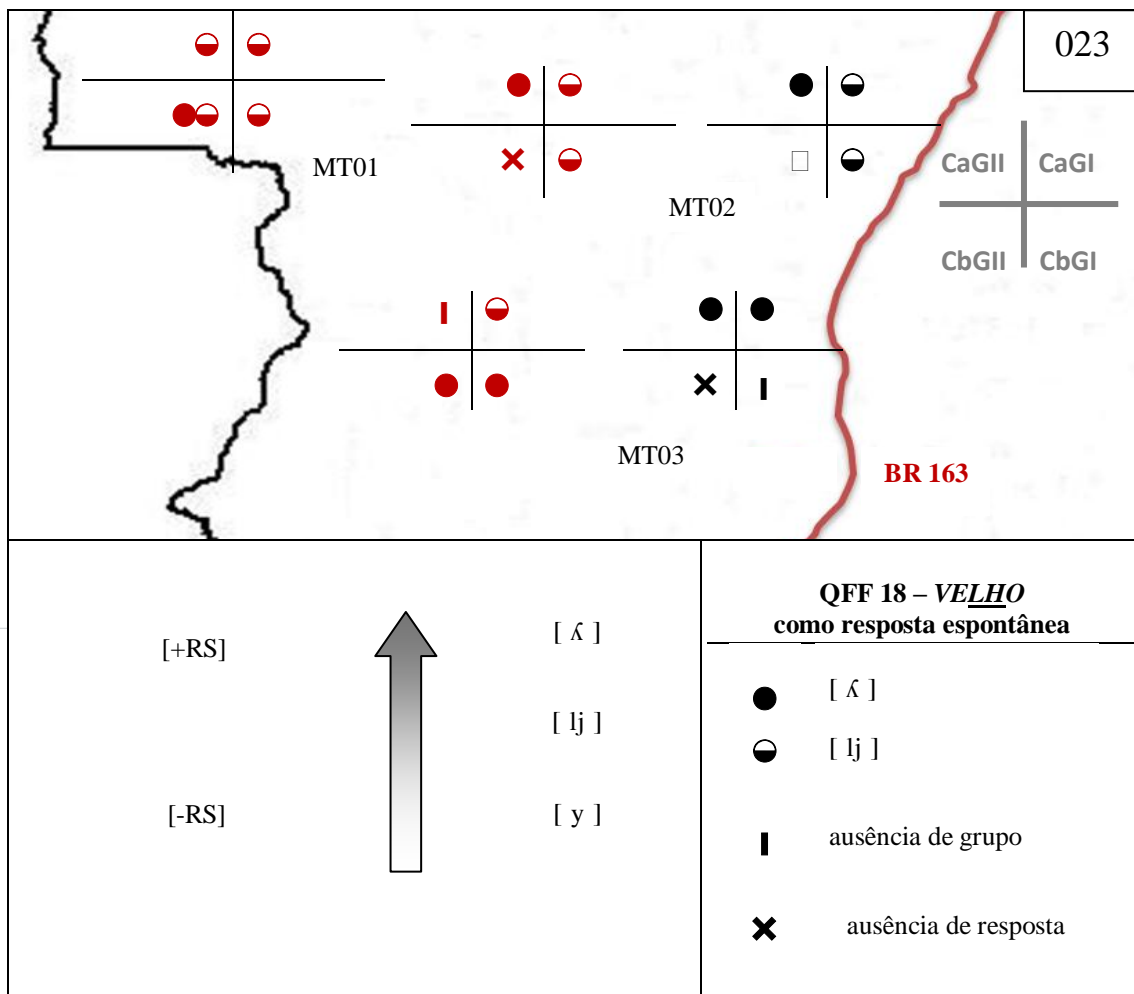 023
MT01
MT02
CaGII CaGI
CbGII CbGI
MT03
BR 163
[+RS]
[ ʎ ]
[ lj ]
[-RS]
[ y ]
QFF 18 – VELHO
como resposta espontânea
[ ʎ ]
[ lj ]
ausência de grupo
ausência de resposta